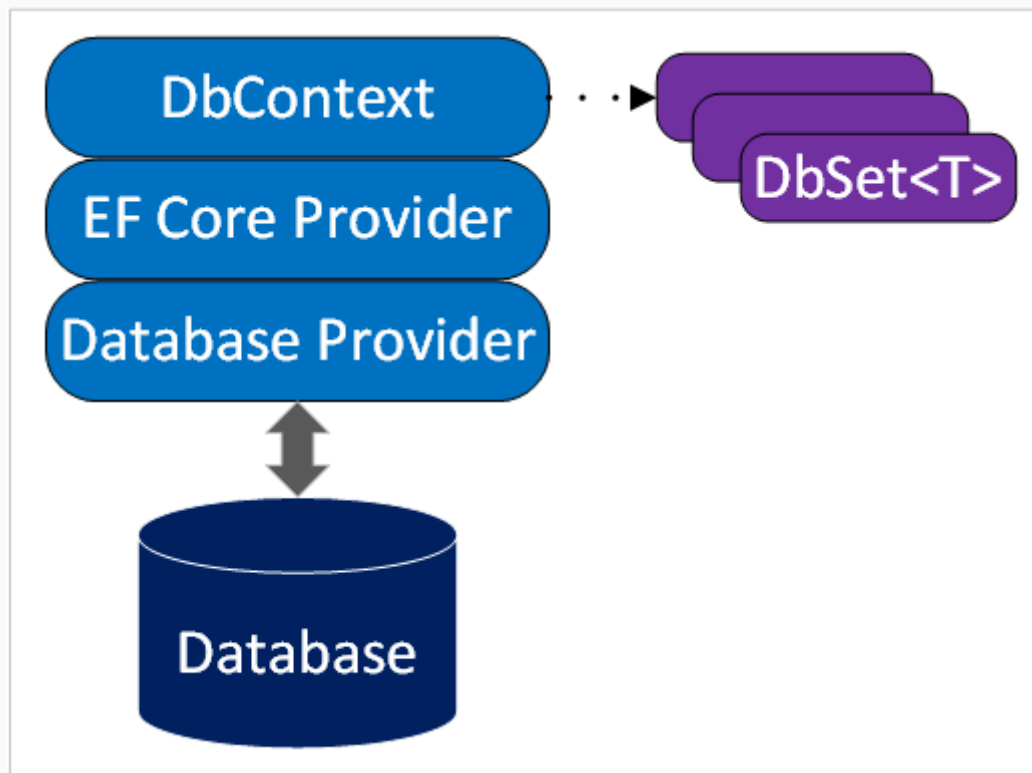 DbContext
DbSet<T>
EF Core Provider
Database Provider
Database